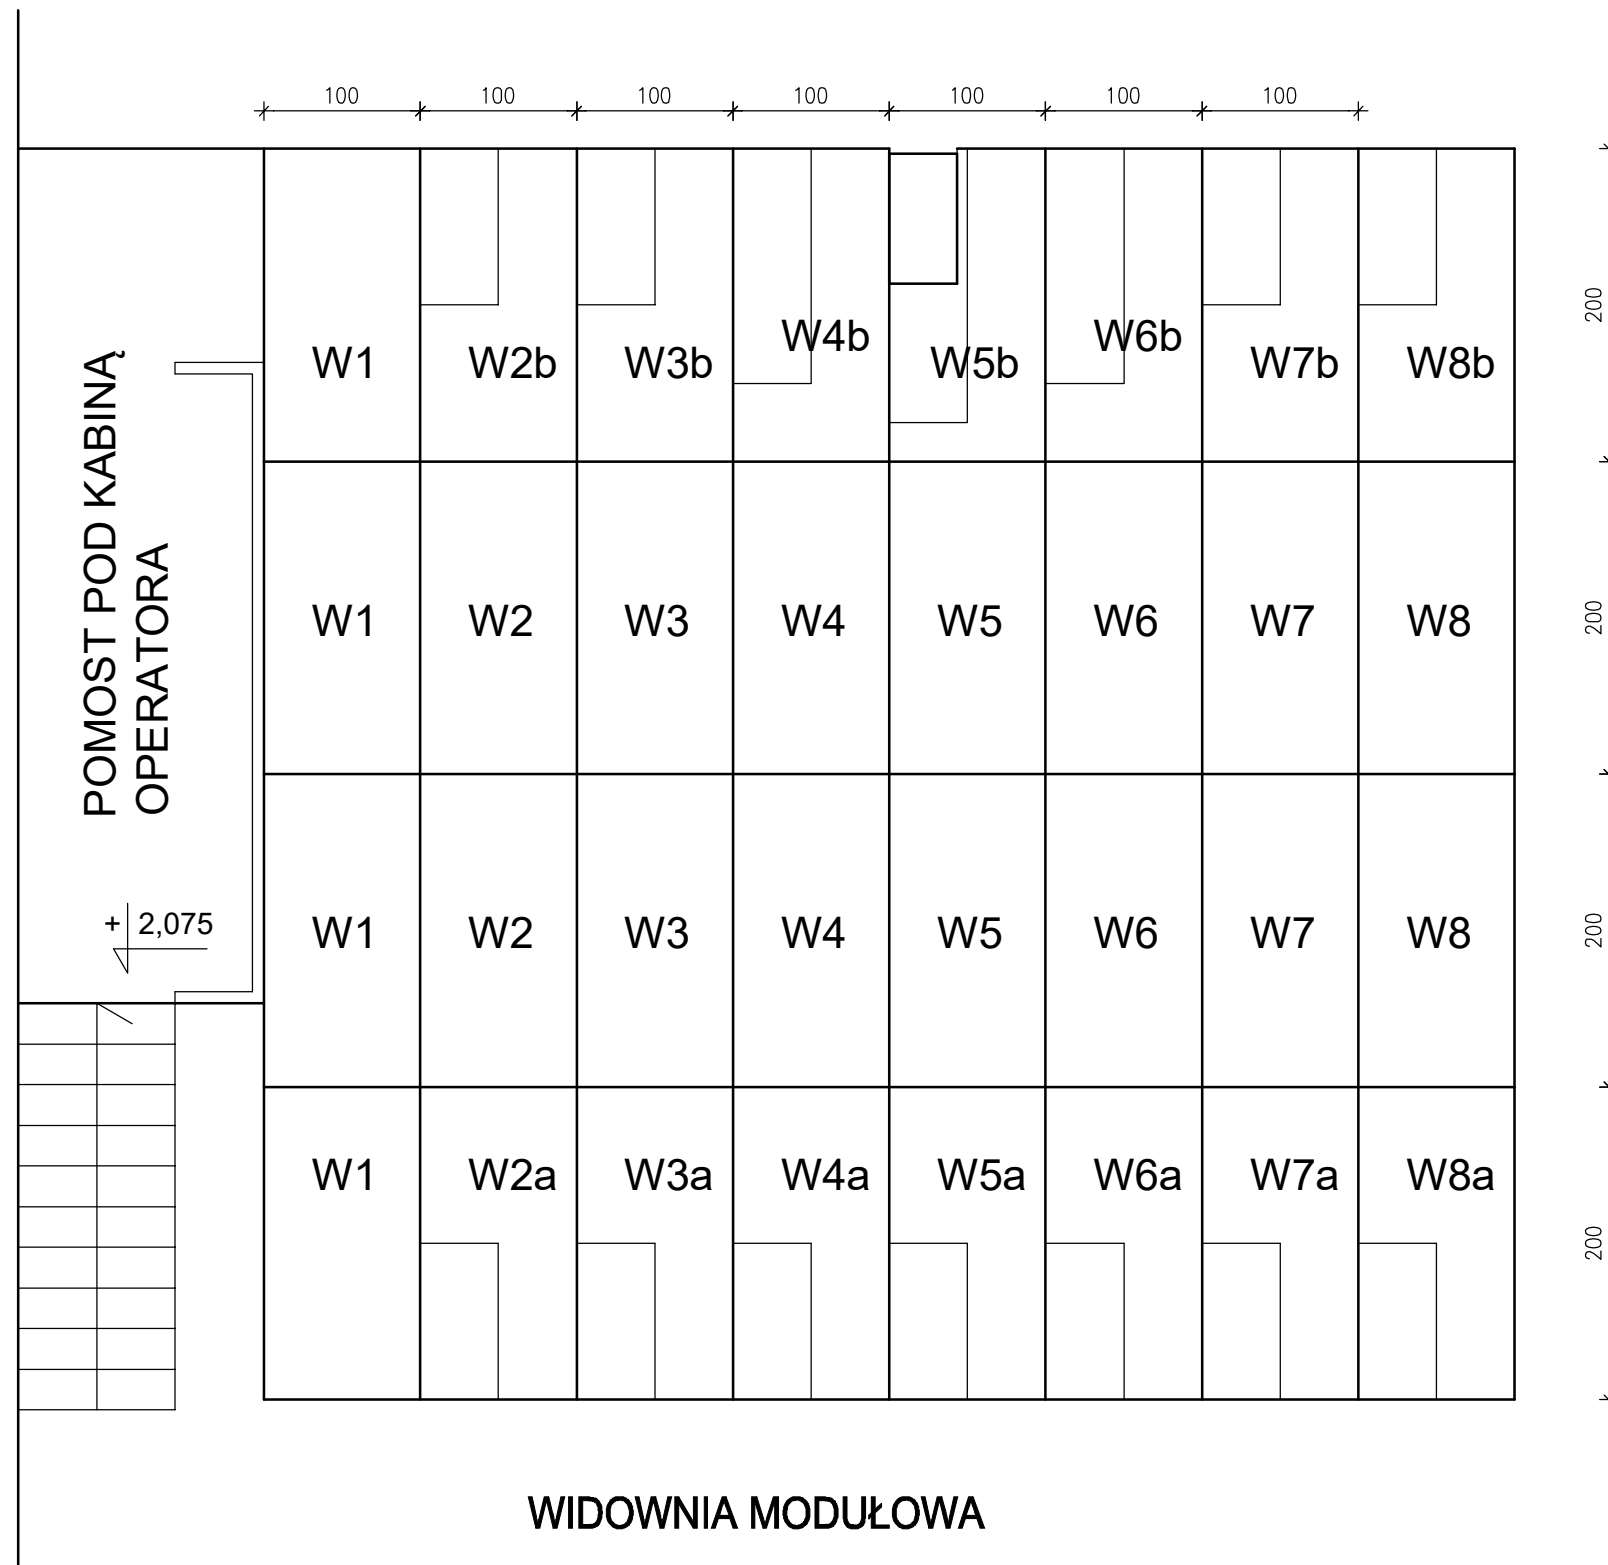 100 100 100 100 100 100 100
W1 W2b W3b W4b W5b W6b W7b W8b
200
W1 W2 W3 W4 W5 W6 W7 W8
200
POMOST POD KABINĄ
OPERATORA
+ 2,075
W1 W2 W3 W4 W5 W6 W7 W8
200
W1 W2a W3a W4a W5a W6a W7a W8a
200
WIDOWNIA MODUŁOWA